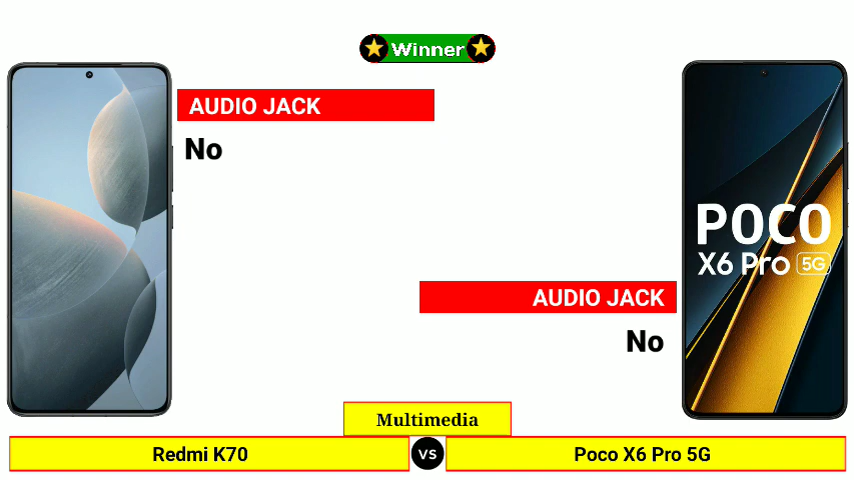 Winner
AUDIO JACK
No
POCO
X6 Pro 5G
AUDIO JACK
No
Multimedia
Redmi K70
VS
Poco X6 Pro 5G